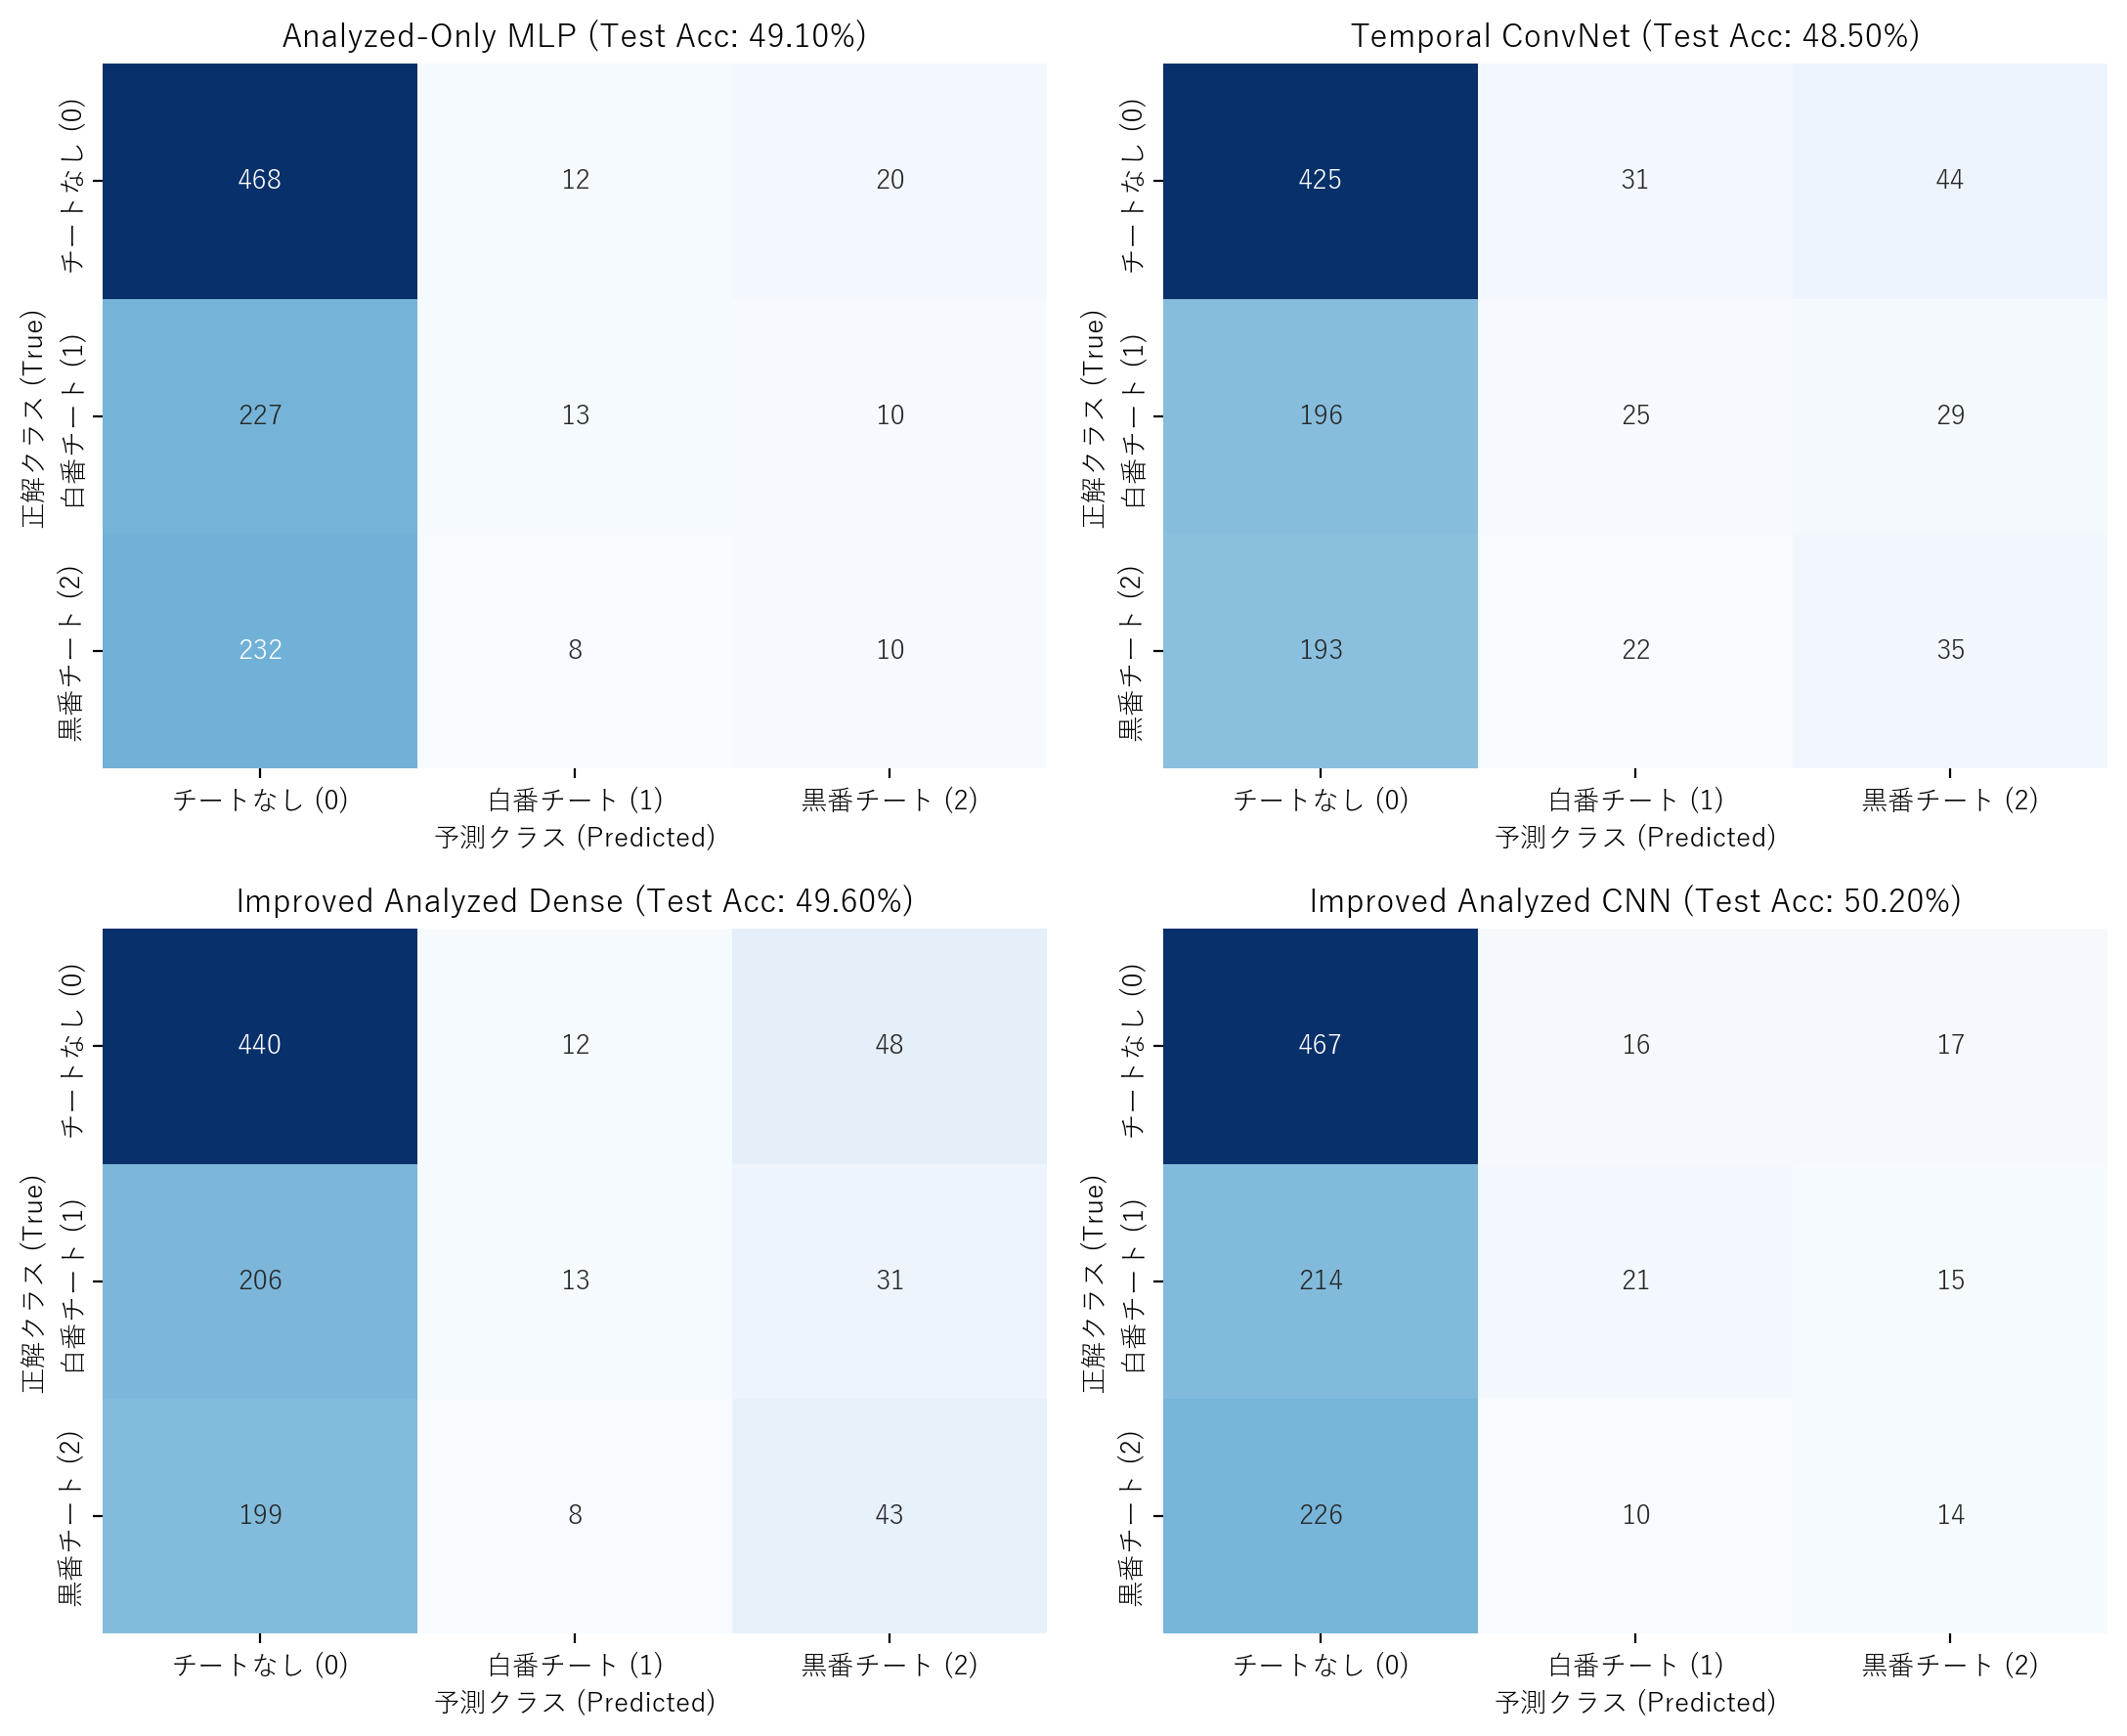 Analyzed-Only MLP (Test Acc: 49.10%)
正解クラス (True)
チートなし (0)
白番チート (1)
黒番チート (2)
468 12 20
227 13 10
232 8 10
チートなし (0) 白番チート (1) 黒番チート (2)
予測クラス (Predicted)
Temporal ConvNet (Test Acc: 48.50%)
正解クラス (True)
チートなし (0)
白番チート (1)
黒番チート (2)
425 31 44
196 25 29
193 22 35
チートなし (0) 白番チート (1) 黒番チート (2)
予測クラス (Predicted)
Improved Analyzed Dense (Test Acc: 49.60%)
正解クラス (True)
チートなし (0)
白番チート (1)
黒番チート (2)
440 12 48
206 13 31
199 8 43
チートなし (0) 白番チート (1) 黒番チート (2)
予測クラス (Predicted)
Improved Analyzed CNN (Test Acc: 50.20%)
正解クラス (True)
チートなし (0)
白番チート (1)
黒番チート (2)
467 16 17
214 21 15
226 10 14
チートなし (0) 白番チート (1) 黒番チート (2)
予測クラス (Predicted)